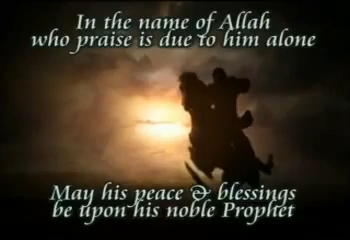 In the name of Allah
who praise is due to him alone
May his peace & blessings
be upon his noble Prophet